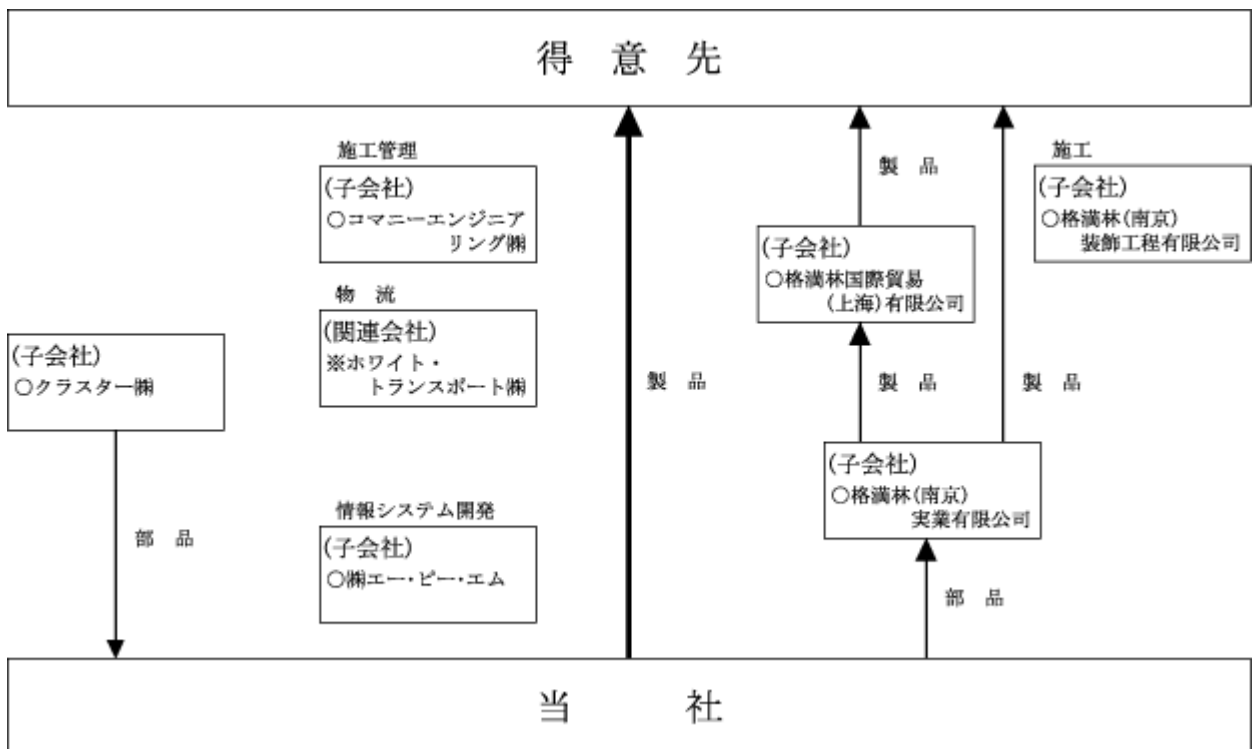 得 意 先
施工管理
(子会社)
○コマニーエンジニア
リング㈱
物 流
(関連会社)
※ホワイト・
トランスポート㈱
(子会社)
○クラスター㈱
部 品
情報システム開発
(子会社)
○㈱エー・ピー・エム
製 品
製 品
(子会社)
○格満林国際貿易
(上海)有限公司
製 品
製 品
施工
(子会社)
○格満林(南京)
装飾工程有限公司
(子会社)
○格満林(南京)
実業有限公司
部 品
当 社